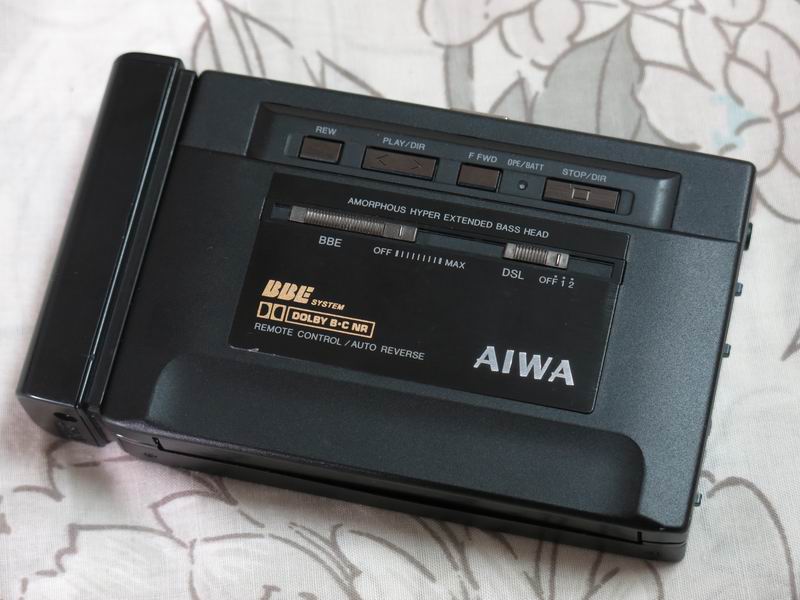 REW PLAY/DIR F FWD OPE/BATT STOP/DIR
AMORPHOUS HYPER EXTENDED BASS HEAD
BBE OFF MAX DSL OFF 1 2
BBE SYSTEM
DOLBY B·C NR
REMOTE CONTROL / AUTO REVERSE
AIWA